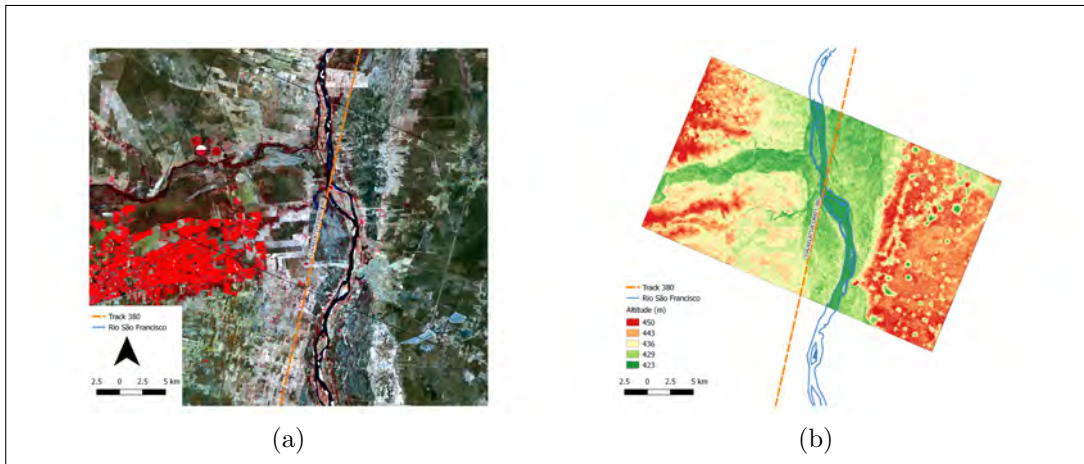 Track 380
Rio São Francisco
2.5 0 2.5 5 km
(a)
Track 380
Rio São Francisco
Altitude (m)
450
443
436
429
423
2.5 0 2.5 5 km
(b)